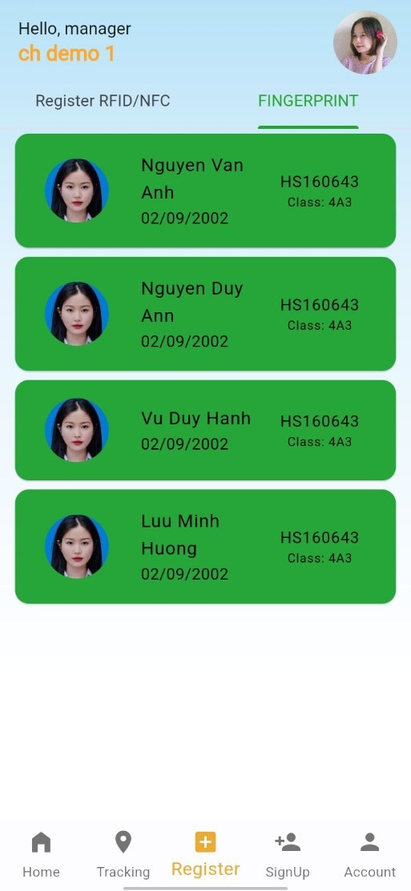 Hello, manager
ch demo 1
Register RFID/NFC
FINGERPRINT
Nguyen Van
Anh
02/09/2002
HS160643
Class: 4A3
Nguyen Duy
Ann
02/09/2002
HS160643
Class: 4A3
Vu Duy Hanh
02/09/2002
HS160643
Class: 4A3
Luu Minh
Huong
02/09/2002
HS160643
Class: 4A3
Home
Tracking
Register
SignUp
Account